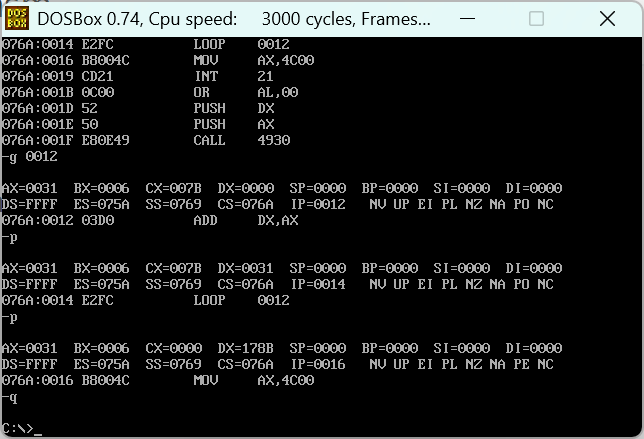 DOS
BOX
DOSBox 0.74, Cpu speed:    3000 cycles, Frames...
076A:0014 E2FC          LOOP    0012
076A:0016 B8004C        MOV     AX,4C00
076A:0019 CD21          INT     21
076A:001B 0C00          OR      AL,00
076A:001D 52            PUSH    DX
076A:001E 50            PUSH    AX
076A:001F E80E49        CALL    4930
-g 0012
AX=0031  BX=0006  CX=007B  DX=0000  SP=0000  BP=0000  SI=0000  DI=0000
DS=FFFF  ES=075A  SS=0769  CS=076A  IP=0012   NV UP EI PL NZ NA PO NC
076A:0012 03D0          ADD     DX,AX
-p
AX=0031  BX=0006  CX=007B  DX=0031  SP=0000  BP=0000  SI=0000  DI=0000
DS=FFFF  ES=075A  SS=0769  CS=076A  IP=0014   NV UP EI PL NZ NA PO NC
076A:0014 E2FC          LOOP    0012
-p
AX=0031  BX=0006  CX=0000  DX=178B  SP=0000  BP=0000  SI=0000  DI=0000
DS=FFFF  ES=075A  SS=0769  CS=076A  IP=0016   NV UP EI PL NZ NA PE NC
076A:0016 B8004C        MOV     AX,4C00
-q
C:\>_